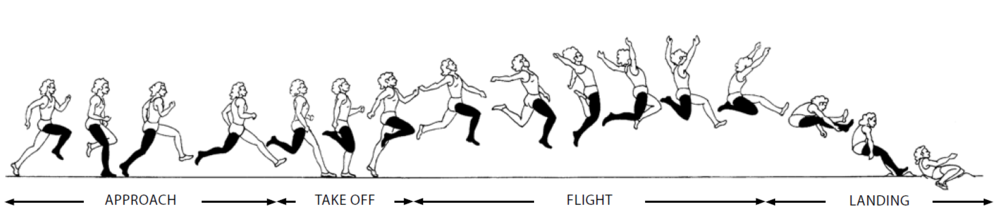 APPROACH TAKE OFF FLIGHT LANDING